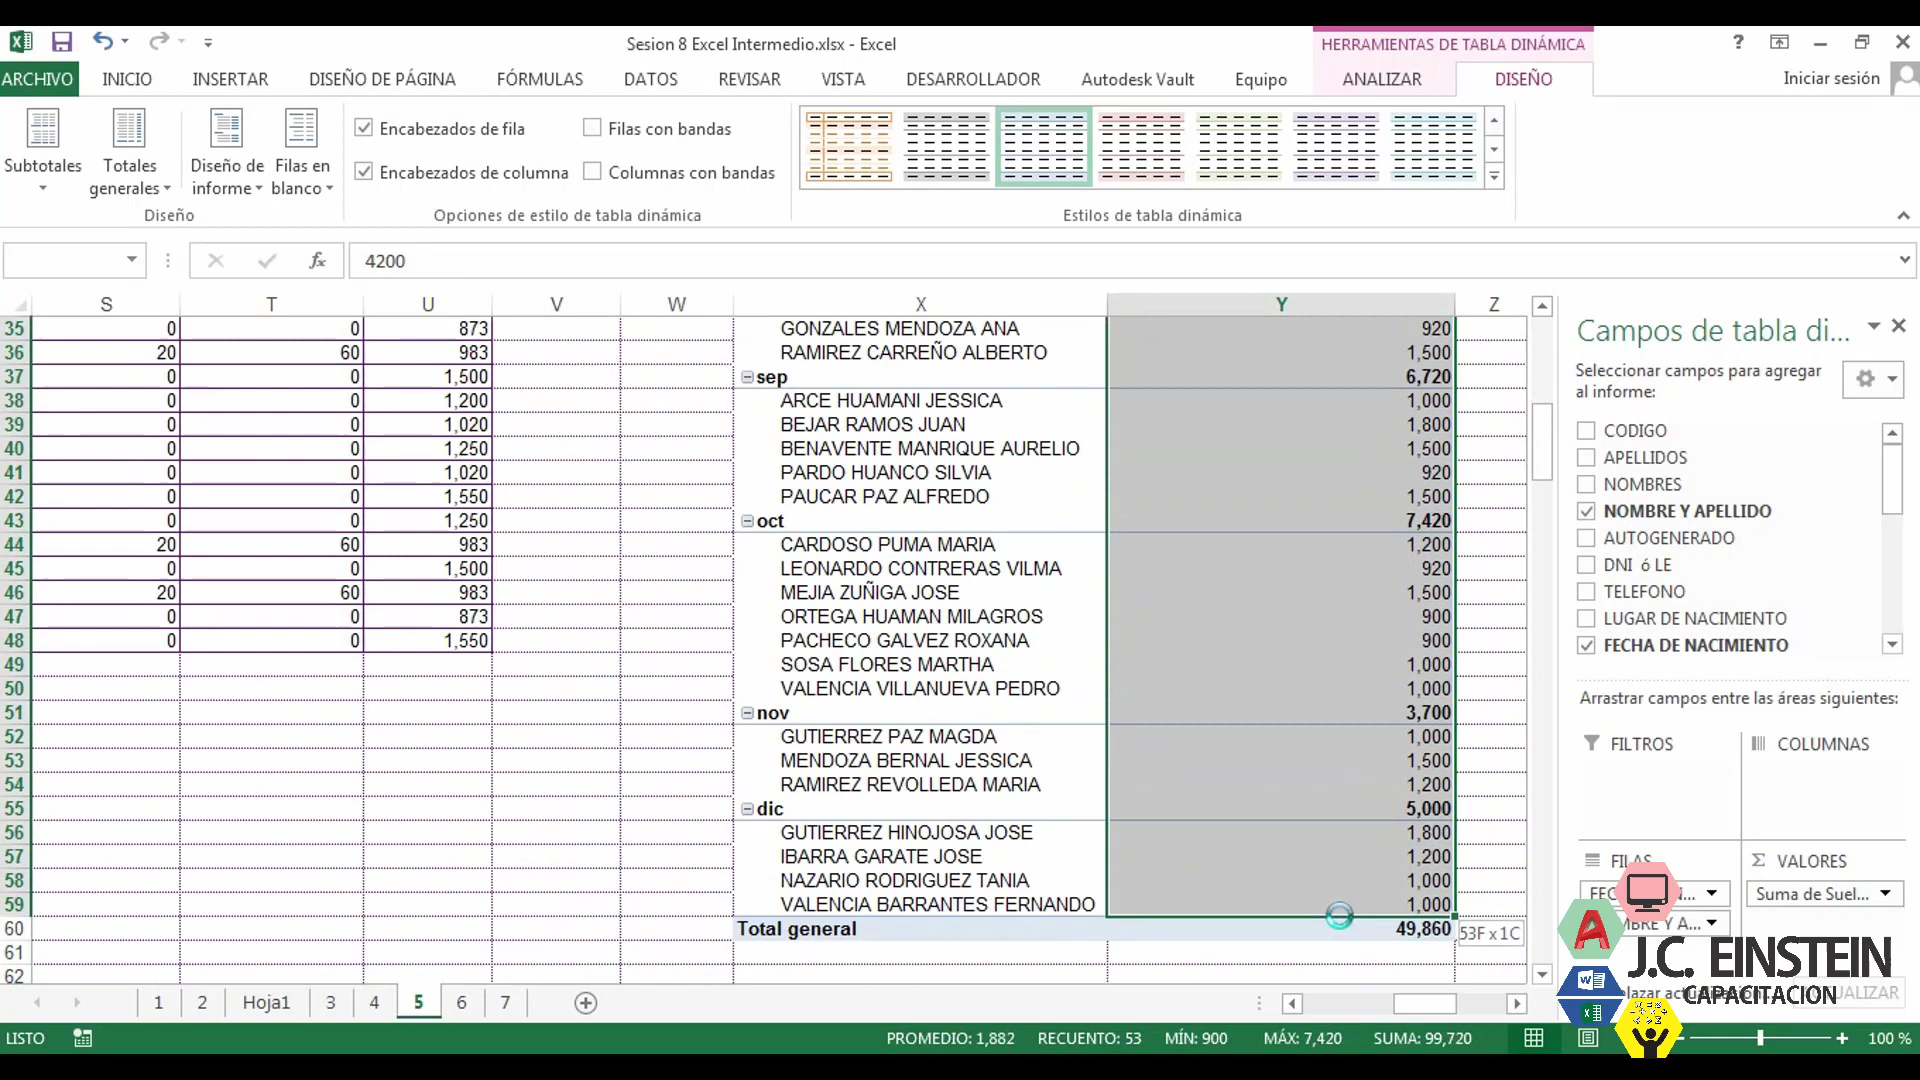 Sesion 8 Excel Intermedio.xlsx - Excel
HERRAMIENTAS DE TABLA DINÁMICA
?
ARCHIVO INICIO INSERTAR DISEÑO DE PÁGINA FÓRMULAS DATOS REVISAR VISTA DESARROLLADOR Autodesk Vault Equipo ANALIZAR DISEÑO Iniciar sesión
Subtotales
Totales generales
Diseño de informe
Filas en blanco
Diseño
Encabezados de fila Filas con bandas
Encabezados de columna Columnas con bandas
Opciones de estilo de tabla dinámica
Estilos de tabla dinámica
fx 4200
S T U V W X Y Z
35 0 0 873 GONZALES MENDOZA ANA 920
36 20 60 983 RAMIREZ CARREÑO ALBERTO 1,500
37 0 0 1,500 sep 6,720
38 0 0 1,200 ARCE HUAMANI JESSICA 1,000
39 0 0 1,020 BEJAR RAMOS JUAN 1,800
40 0 0 1,250 BENAVENTE MANRIQUE AURELIO 1,500
41 0 0 1,020 PARDO HUANCO SILVIA 920
42 0 0 1,550 PAUCAR PAZ ALFREDO 1,500
43 0 0 1,250 oct 7,420
44 20 60 983 CARDOSO PUMA MARIA 1,200
45 0 0 1,500 LEONARDO CONTRERAS VILMA 920
46 20 60 983 MEJIA ZUÑIGA JOSE 1,500
47 0 0 873 ORTEGA HUAMAN MILAGROS 900
48 0 0 1,550 PACHECO GALVEZ ROXANA 900
49 SOSA FLORES MARTHA 1,000
50 VALENCIA VILLANUEVA PEDRO 1,000
51 nov 3,700
52 GUTIERREZ PAZ MAGDA 1,000
53 MENDOZA BERNAL JESSICA 1,500
54 RAMIREZ REVOLLEDA MARIA 1,200
55 dic 5,000
56 GUTIERREZ HINOJOSA JOSE 1,800
57 IBARRA GARATE JOSE 1,200
58 NAZARIO RODRIGUEZ TANIA 1,000
59 VALENCIA BARRANTES FERNANDO 1,000
60 Total general 49,860
53F x 1C
61
62
Campos de tabla di...
Seleccionar campos para agregar
al informe:
CODIGO
APELLIDOS
NOMBRES
NOMBRE Y APELLIDO
AUTOGENERADO
DNI ó LE
TELEFONO
LUGAR DE NACIMIENTO
FECHA DE NACIMIENTO
Arrastrar campos entre las áreas siguientes:
FILTROS COLUMNAS
FILAS Σ VALORES
Suma de Suel...
J.C. EINSTEIN
CAPACITACION
1 2 Hoja1 3 4 5 6 7
LISTO PROMEDIO: 1,882 RECUENTO: 53 MÍN: 900 MÁX: 7,420 SUMA: 99,720 100 %